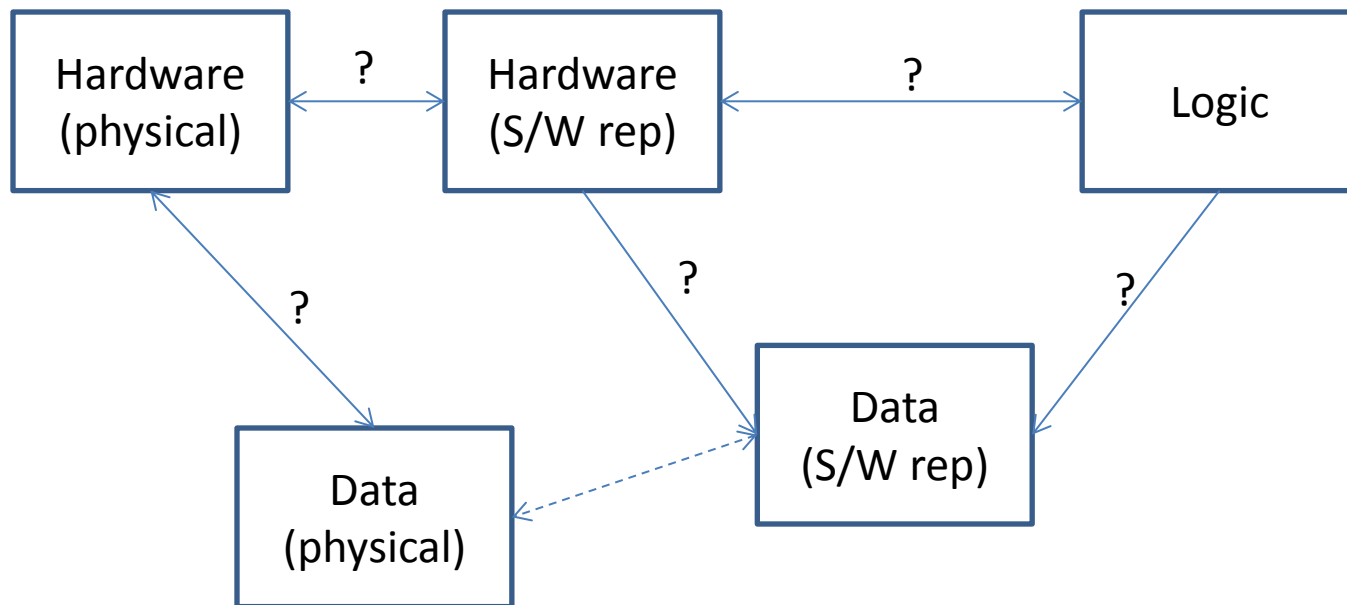 Hardware
(physical)
?
Hardware
(S/W rep)
?
Logic
?
?
?
Data
(S/W rep)
Data
(physical)